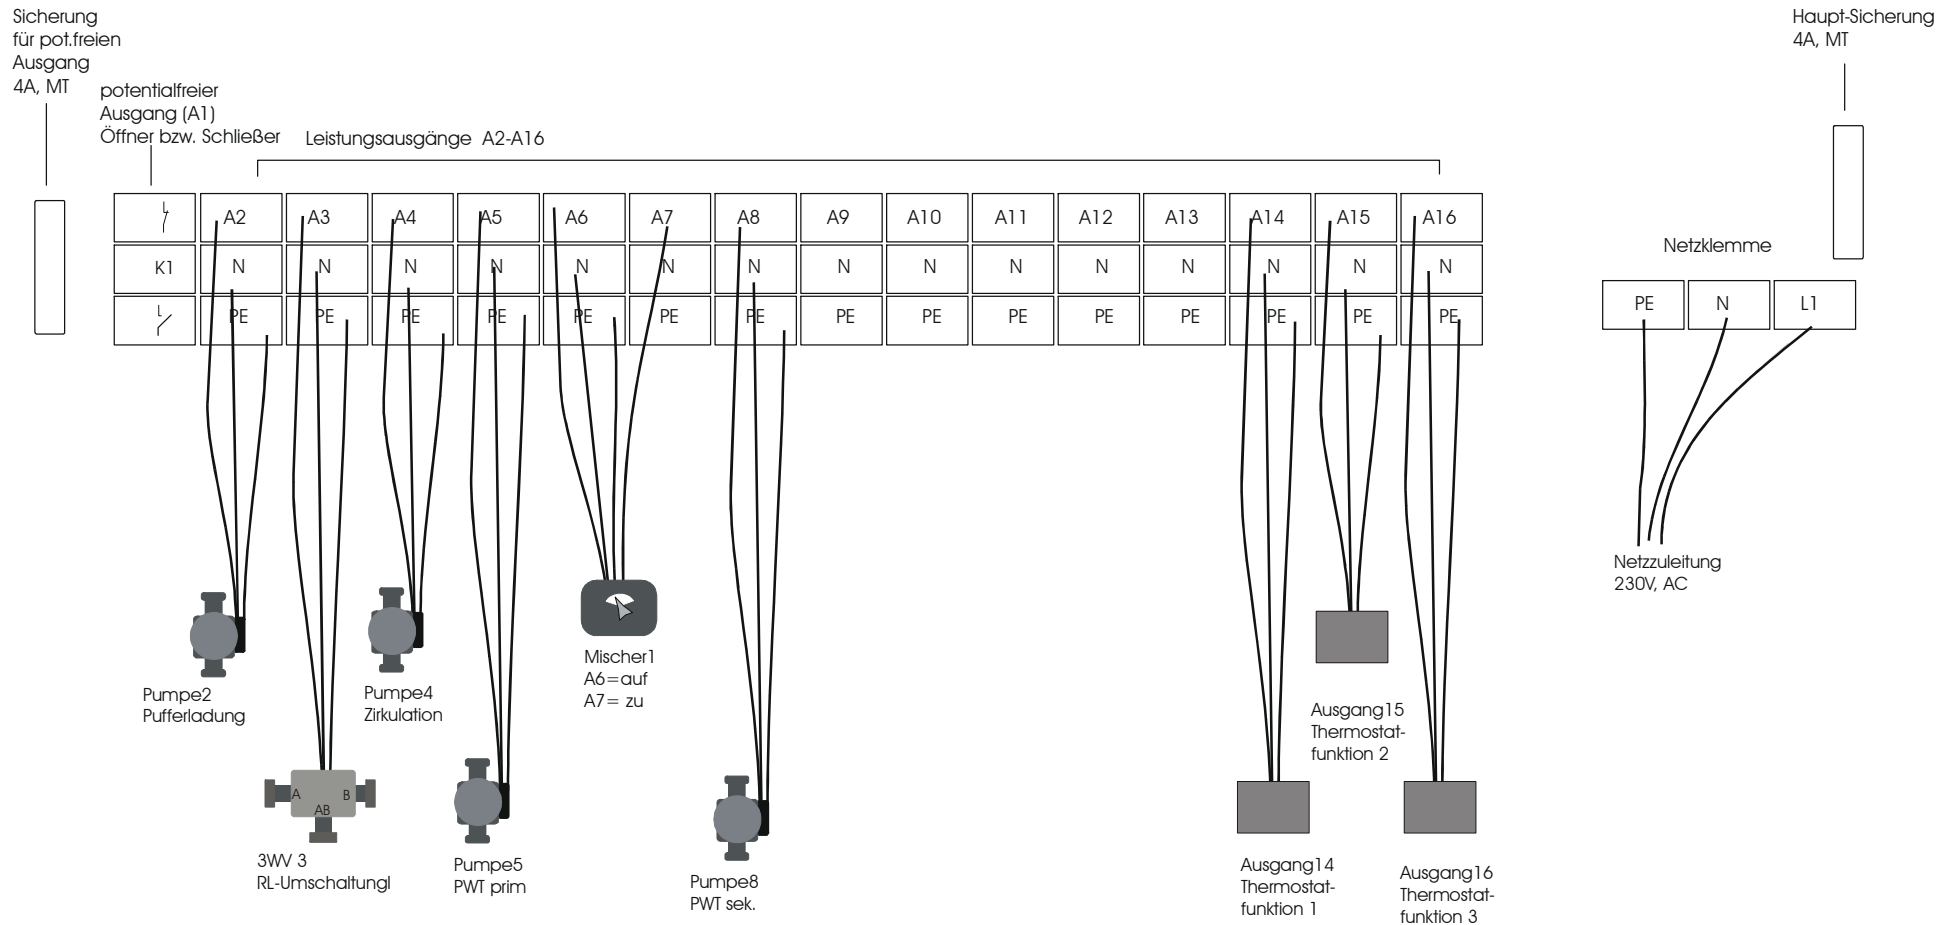 Sicherung
für pot.freien
Ausgang
4A, MT
potentialfreier
Ausgang (A1)
Öffner bzw. Schließer
Leistungsausgänge A2-A16
Haupt-Sicherung
4A, MT
A2 A3 A4 A5 A6 A7 A8 A9 A10 A11 A12 A13 A14 A15 A16
K1 N N N N N N N N N N N N N N N
PE PE PE PE PE PE PE PE PE PE PE PE PE PE PE
Netzklemme
PE N L1
Netzzuleitung
230V, AC
Pumpe2
Pufferladung
A B
AB
3WV 3
RL-Umschaltungl
Pumpe4
Zirkulation
Pumpe5
PWT prim
Mischer1
A6=auf
A7= zu
Pumpe8
PWT sek.
Ausgang14
Thermostat-
funktion 1
Ausgang15
Thermostat-
funktion 2
Ausgang16
Thermostat-
funktion 3